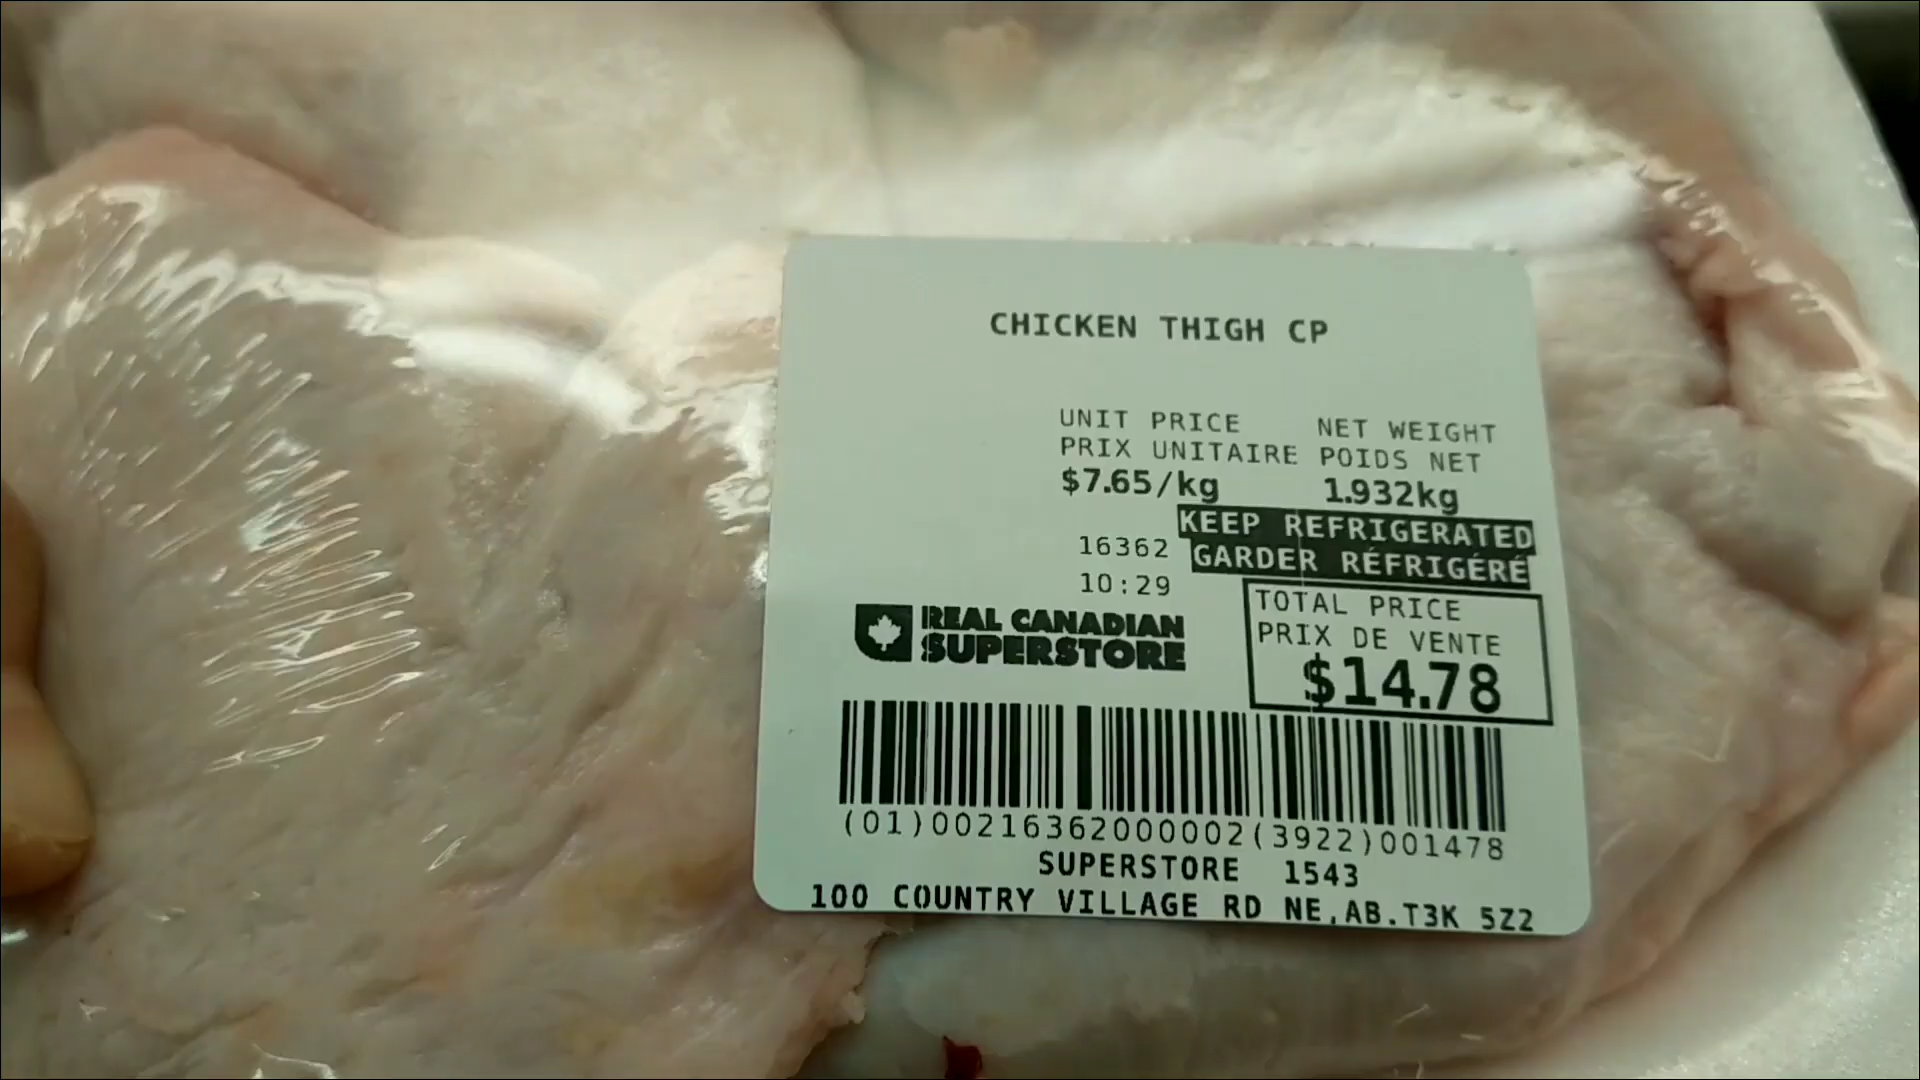 CHICKEN THIGH CP
UNIT PRICE NET WEIGHT
PRIX UNITAIRE POIDS NET
$7.65/kg 1.932kg
KEEP REFRIGERATED
16362 GARDER RÉFRIGÉRÉ
10:29
TOTAL PRICE
REAL CANADIAN PRIX DE VENTE
SUPERSTORE $14.78
(01)00216362000002(3922)001478
SUPERSTORE 1543
100 COUNTRY VILLAGE RD NE,AB.T3K 5Z2